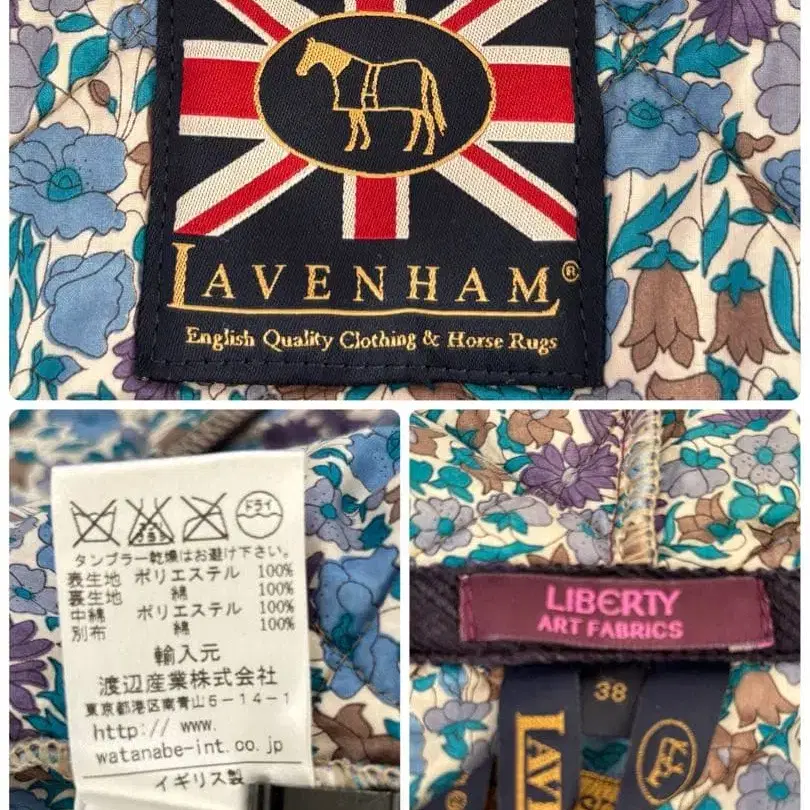 LAVENHAM®
English Quality Clothing & Horse Rugs
ドライ
タンブラー乾燥はお避け下さい。
表生地 ポリエステル 100%
裏生地 綿 100%
中綿 ポリエステル 100%
別布 綿 100%
輸入元
渡辺産業株式会社
東京都港区南青山5-14-1
http:// www.
watanabe-int.co.jp
イギリス製
LIBERTY
ART FABRICS
38
LAV